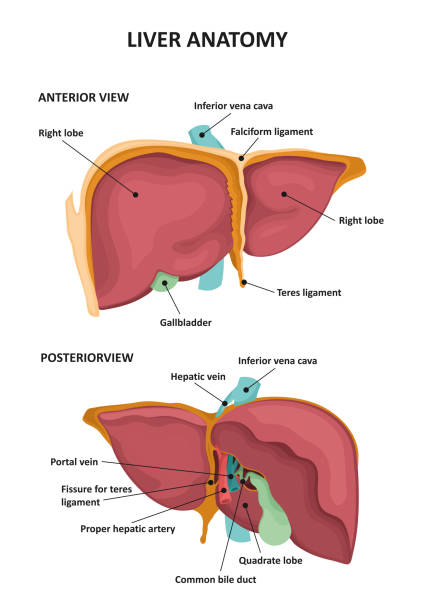 LIVER ANATOMY
ANTERIOR VIEW
Inferior vena cava
Right lobe
Falciform ligament
Right lobe
Teres ligament
Gallbladder
POSTERIORVIEW
Inferior vena cava
Hepatic vein
Portal vein
Fissure for teres
ligament
Proper hepatic artery
Quadrate lobe
Common bile duct